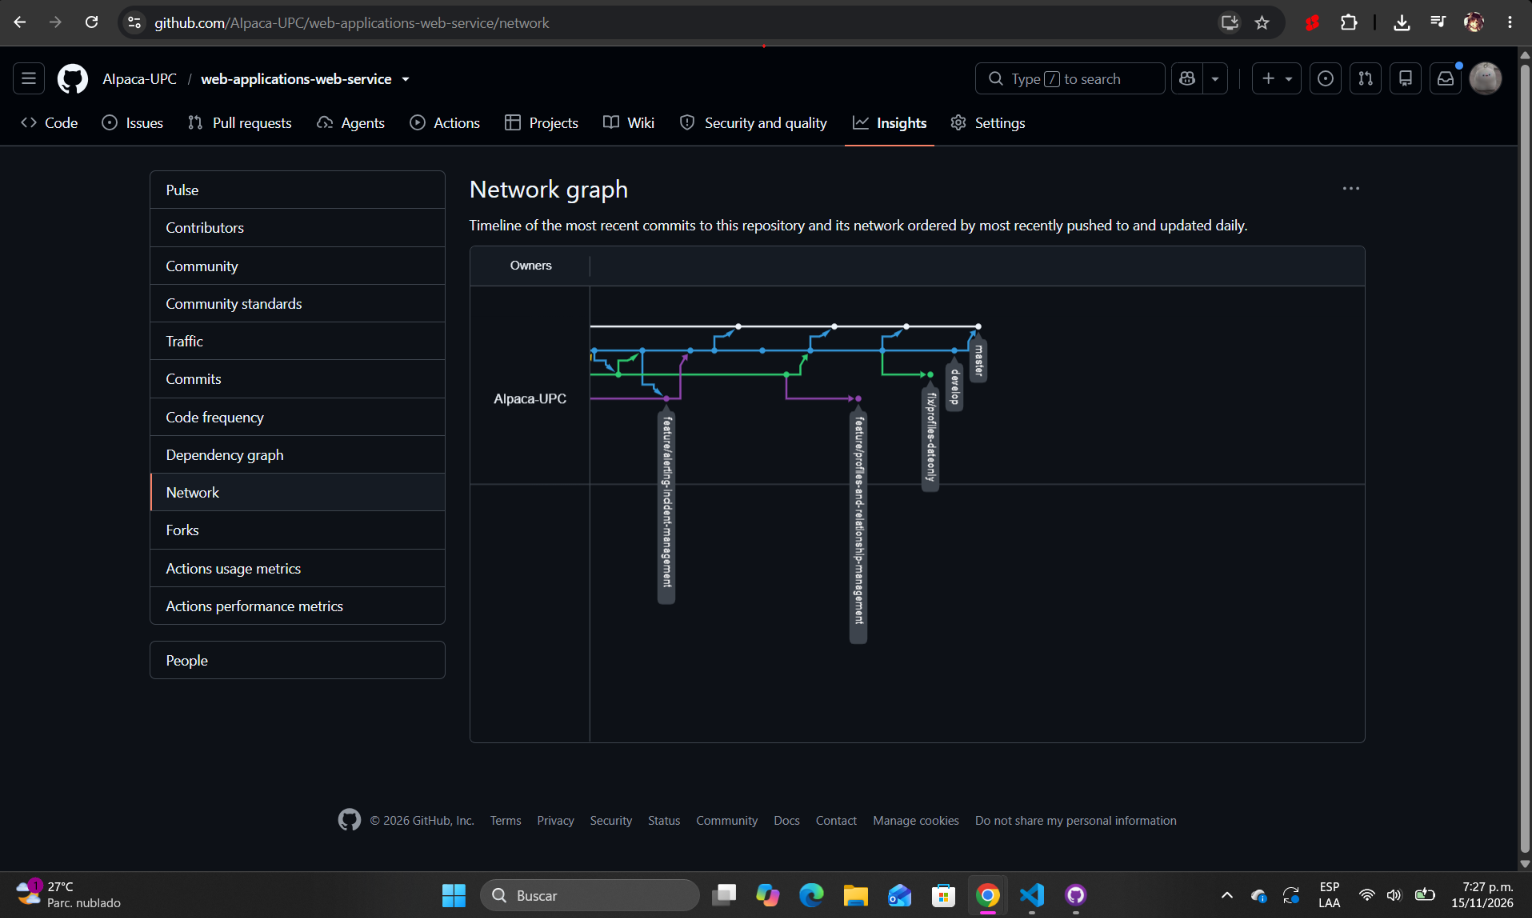 github.com/Alpaca-UPC/web-applications-web-service/network
Alpaca-UPC / web-applications-web-service
Type / to search
Code
Issues
Pull requests
Agents
Actions
Projects
Wiki
Security and quality
Insights
Settings
Pulse
Contributors
Community
Community standards
Traffic
Commits
Code frequency
Dependency graph
Network
Forks
Actions usage metrics
Actions performance metrics
People
Network graph
Timeline of the most recent commits to this repository and its network ordered by most recently pushed to and updated daily.
Owners
Alpaca-UPC
master
develop
fix/profiles-dateonly
feature/alerting-incident-management
feature/profiles-and-relationship-management
© 2026 GitHub, Inc.
Terms
Privacy
Security
Status
Community
Docs
Contact
Manage cookies
Do not share my personal information
1
27°C
Parc. nublado
Buscar
ESP
LAA
7:27 p. m.
15/11/2026